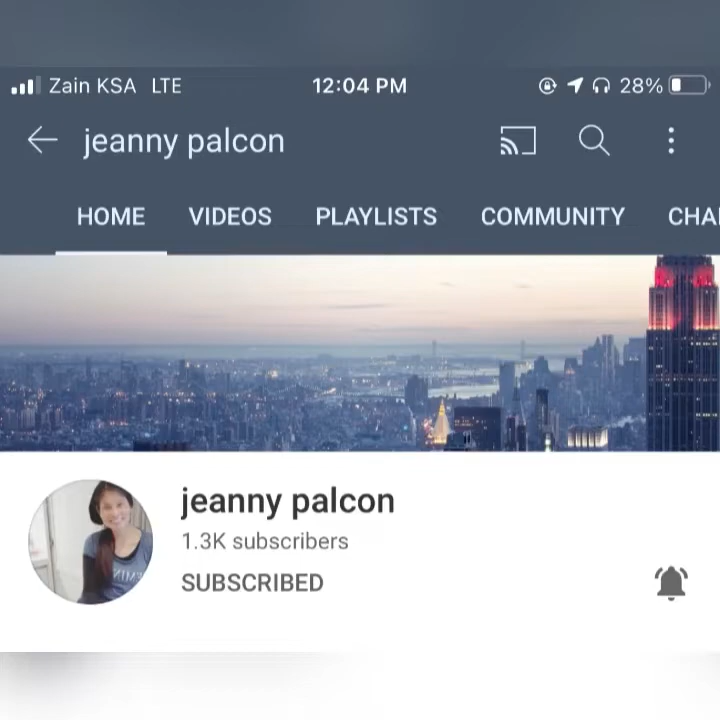 Zain KSA LTE 12:04 PM 28%
jeanny palcon
HOME VIDEOS PLAYLISTS COMMUNITY CHA
jeanny palcon
1.3K subscribers
SUBSCRIBED